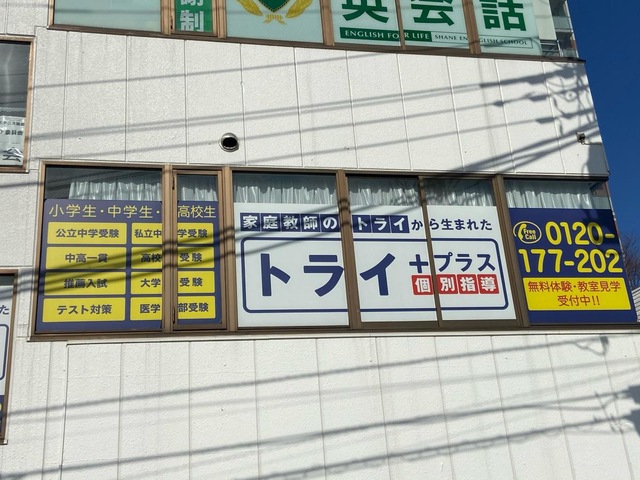 謝制
英会話
ENGLISH FOR LIFE SHANE ENGLISH SCHOOL
会
小学生・中学生・高校生
公立中学受験 私立中学受験
中高一貫 高校受験
推薦入試 大学受験
テスト対策 医学部受験
家庭教師のトライから生まれた
トライ+プラス
個別指導
Free Call 0120-
177-202
無料体験・教室見学
受付中!!